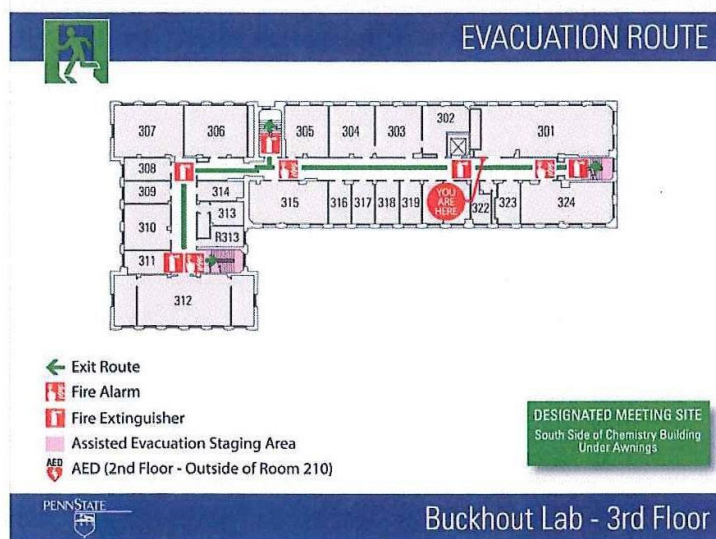 EVACUATION ROUTE
307
306
305
304
303
302
301
308
309
310
311
312
314
313
R313
315
316
317
318
319
YOU
ARE
HERE
322
323
324
Exit Route
Fire Alarm
Fire Extinguisher
Assisted Evacuation Staging Area
AED
AED (2nd Floor - Outside of Room 210)
DESIGNATED MEETING SITE
South Side of Chemistry Building
Under Awnings
PENNSTATE
Buckhout Lab - 3rd Floor